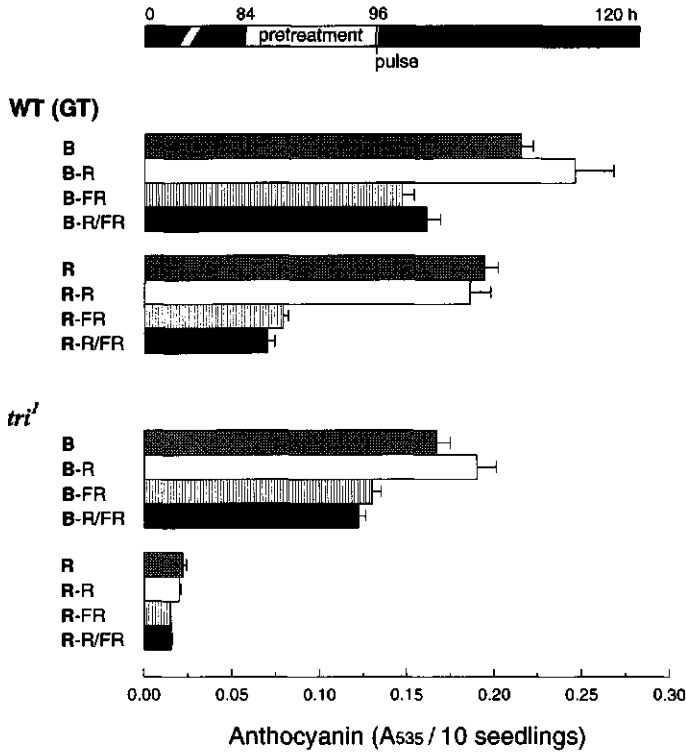 0 84 96 120 h
pretreatment
pulse
WT (GT)
B
B-R
B-FR
B-R/FR
R
R-R
R-FR
R-R/FR
tri¹
B
B-R
B-FR
B-R/FR
R
R-R
R-FR
R-R/FR
0.00 0.05 0.10 0.15 0.20 0.25 0.30
Anthocyanin (A535 / 10 seedlings)